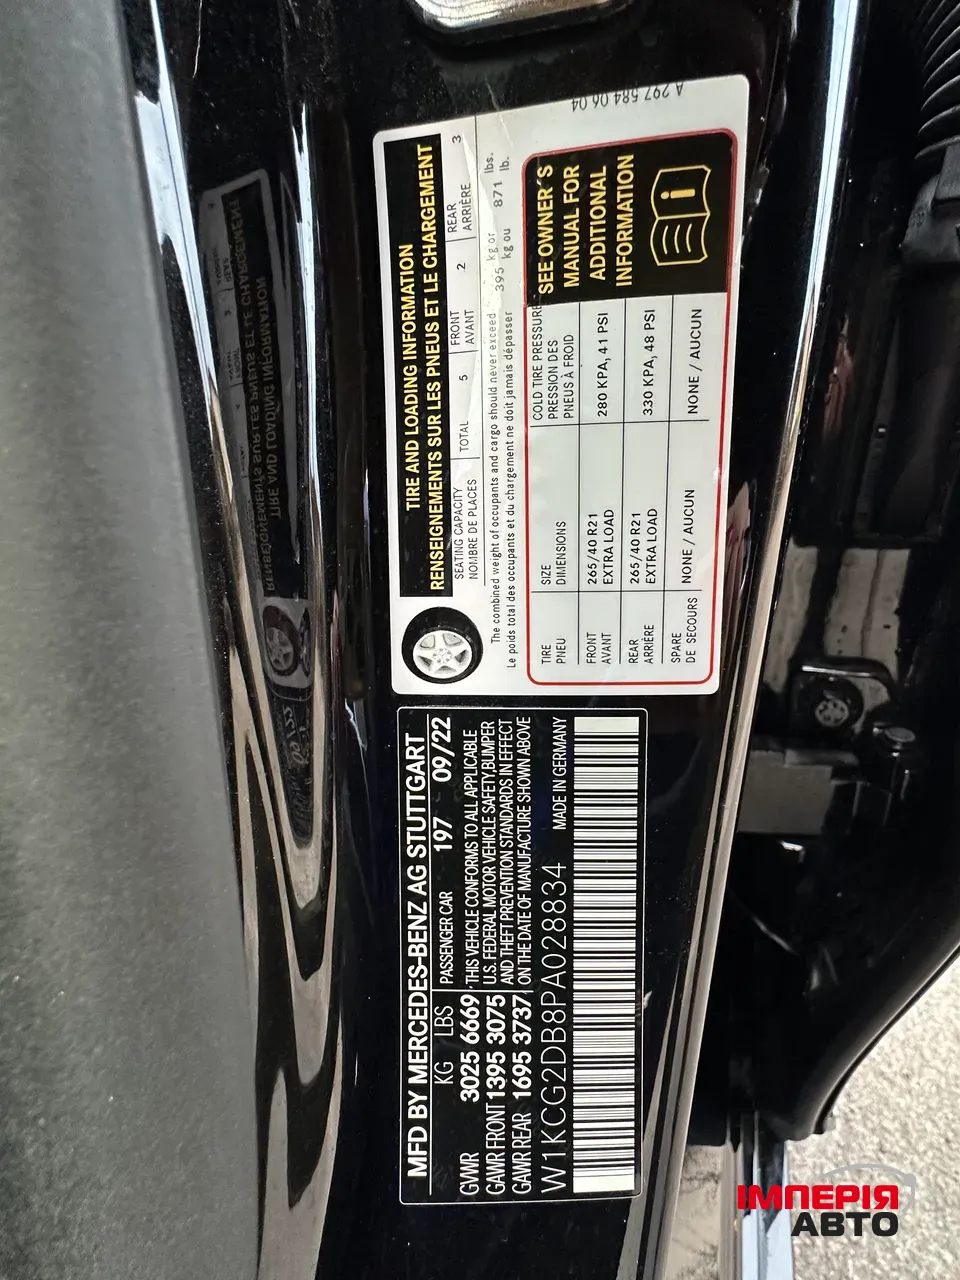 A 297 584 06 04
TIRE AND LOADING INFORMATION
RENSEIGNEMENTS SUR LES PNEUS ET LE CHARGEMENT
SEATING CAPACITY TOTAL 5 FRONT 2 REAR 3
NOMBRE DE PLACES AVANT ARRIÈRE
The combined weight of occupants and cargo should never exceed 395 kg or 871 lbs.
Le poids total des occupants et du chargement ne doit jamais dépasser kg ou lb.
TIRE SIZE COLD TIRE PRESSURE
PNEU DIMENSIONS PRESSION DES
PNEUS À FROID
FRONT 265/40 R21 280 KPA, 41 PSI
AVANT EXTRA LOAD
REAR 265/40 R21 330 KPA, 48 PSI
ARRIÈRE EXTRA LOAD
SPARE NONE / AUCUN NONE / AUCUN
DE SECOURS
SEE OWNER'S
MANUAL FOR
ADDITIONAL
INFORMATION
MFD BY MERCEDES-BENZ AG STUTTGART
KG LBS PASSENGER CAR 197 09/22
GVWR 3025 6669
GAWR FRONT 1395 3075
GAWR REAR 1695 3737
THIS VEHICLE CONFORMS TO ALL APPLICABLE
U.S. FEDERAL MOTOR VEHICLE SAFETY,BUMPER
AND THEFT PREVENTION STANDARDS IN EFFECT
ON THE DATE OF MANUFACTURE SHOWN ABOVE
W1KCG2DB8PA028834 MADE IN GERMANY
ІМПЕРІЯ
АВТО